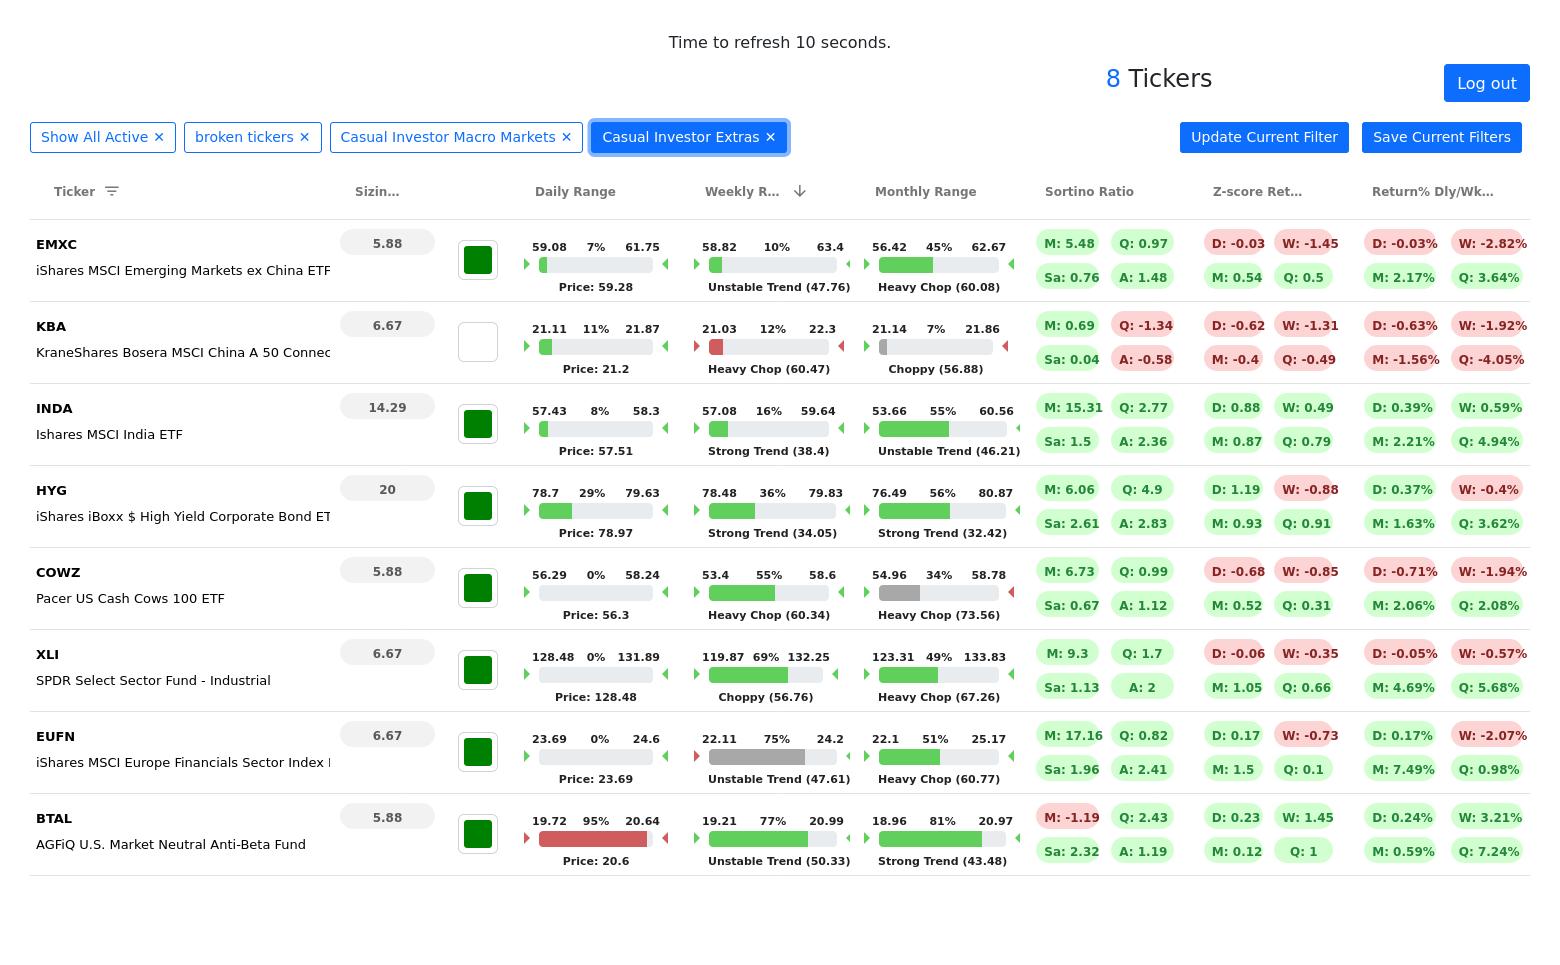 Time to refresh 10 seconds.
8 Tickers
Log out
Show All Active ✕ broken tickers ✕ Casual Investor Macro Markets ✕ Casual Investor Extras ✕ Update Current Filter Save Current Filters
Ticker Sizin... Daily Range Weekly R... Monthly Range Sortino Ratio Z-score Ret... Return% Dly/Wk...
EMXC 5.88 59.08 7% 61.75 58.82 10% 63.4 56.42 45% 62.67 M: 5.48 Q: 0.97 D: -0.03 W: -1.45 D: -0.03% W: -2.82%
iShares MSCI Emerging Markets ex China ETF Sa: 0.76 A: 1.48 M: 0.54 Q: 0.5 M: 2.17% Q: 3.64%
Price: 59.28 Unstable Trend (47.76) Heavy Chop (60.08)
KBA 6.67 21.11 11% 21.87 21.03 12% 22.3 21.14 7% 21.86 M: 0.69 Q: -1.34 D: -0.62 W: -1.31 D: -0.63% W: -1.92%
KraneShares Bosera MSCI China A 50 Connec Sa: 0.04 A: -0.58 M: -0.4 Q: -0.49 M: -1.56% Q: -4.05%
Price: 21.2 Heavy Chop (60.47) Choppy (56.88)
INDA 14.29 57.43 8% 58.3 57.08 16% 59.64 53.66 55% 60.56 M: 15.31 Q: 2.77 D: 0.88 W: 0.49 D: 0.39% W: 0.59%
Ishares MSCI India ETF Sa: 1.5 A: 2.36 M: 0.87 Q: 0.79 M: 2.21% Q: 4.94%
Price: 57.51 Strong Trend (38.4) Unstable Trend (46.21)
HYG 20 78.7 29% 79.63 78.48 36% 79.83 76.49 56% 80.87 M: 6.06 Q: 4.9 D: 1.19 W: -0.88 D: 0.37% W: -0.4%
iShares iBoxx $ High Yield Corporate Bond ET Sa: 2.61 A: 2.83 M: 0.93 Q: 0.91 M: 1.63% Q: 3.62%
Price: 78.97 Strong Trend (34.05) Strong Trend (32.42)
COWZ 5.88 56.29 0% 58.24 53.4 55% 58.6 54.96 34% 58.78 M: 6.73 Q: 0.99 D: -0.68 W: -0.85 D: -0.71% W: -1.94%
Pacer US Cash Cows 100 ETF Sa: 0.67 A: 1.12 M: 0.52 Q: 0.31 M: 2.06% Q: 2.08%
Price: 56.3 Heavy Chop (60.34) Heavy Chop (73.56)
XLI 6.67 128.48 0% 131.89 119.87 69% 132.25 123.31 49% 133.83 M: 9.3 Q: 1.7 D: -0.06 W: -0.35 D: -0.05% W: -0.57%
SPDR Select Sector Fund - Industrial Sa: 1.13 A: 2 M: 1.05 Q: 0.66 M: 4.69% Q: 5.68%
Price: 128.48 Choppy (56.76) Heavy Chop (67.26)
EUFN 6.67 23.69 0% 24.6 22.11 75% 24.2 22.1 51% 25.17 M: 17.16 Q: 0.82 D: 0.17 W: -0.73 D: 0.17% W: -2.07%
iShares MSCI Europe Financials Sector Index Sa: 1.96 A: 2.41 M: 1.5 Q: 0.1 M: 7.49% Q: 0.98%
Price: 23.69 Unstable Trend (47.61) Heavy Chop (60.77)
BTAL 5.88 19.72 95% 20.64 19.21 77% 20.99 18.96 81% 20.97 M: -1.19 Q: 2.43 D: 0.23 W: 1.45 D: 0.24% W: 3.21%
AGFiQ U.S. Market Neutral Anti-Beta Fund Sa: 2.32 A: 1.19 M: 0.12 Q: 1 M: 0.59% Q: 7.24%
Price: 20.6 Unstable Trend (50.33) Strong Trend (43.48)